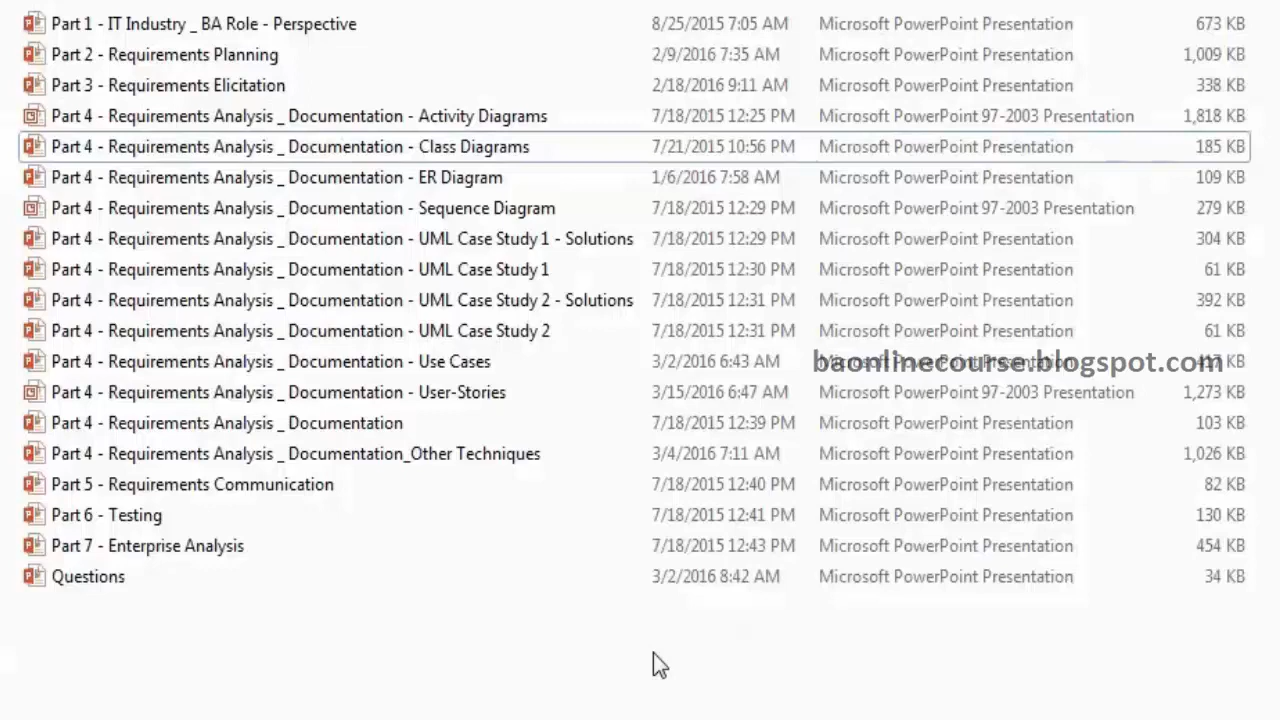 Part 1 - IT Industry _ BA Role - Perspective 8/25/2015 7:05 AM Microsoft PowerPoint Presentation 673 KB
Part 2 - Requirements Planning 2/9/2016 7:35 AM Microsoft PowerPoint Presentation 1,009 KB
Part 3 - Requirements Elicitation 2/18/2016 9:11 AM Microsoft PowerPoint Presentation 338 KB
Part 4 - Requirements Analysis _ Documentation - Activity Diagrams 7/18/2015 12:25 PM Microsoft PowerPoint 97-2003 Presentation 1,818 KB
Part 4 - Requirements Analysis _ Documentation - Class Diagrams 7/21/2015 10:56 PM Microsoft PowerPoint Presentation 185 KB
Part 4 - Requirements Analysis _ Documentation - ER Diagram 1/6/2016 7:58 AM Microsoft PowerPoint Presentation 109 KB
Part 4 - Requirements Analysis _ Documentation - Sequence Diagram 7/18/2015 12:29 PM Microsoft PowerPoint 97-2003 Presentation 279 KB
Part 4 - Requirements Analysis _ Documentation - UML Case Study 1 - Solutions 7/18/2015 12:29 PM Microsoft PowerPoint Presentation 304 KB
Part 4 - Requirements Analysis _ Documentation - UML Case Study 1 7/18/2015 12:30 PM Microsoft PowerPoint Presentation 61 KB
Part 4 - Requirements Analysis _ Documentation - UML Case Study 2 - Solutions 7/18/2015 12:31 PM Microsoft PowerPoint Presentation 392 KB
Part 4 - Requirements Analysis _ Documentation - UML Case Study 2 7/18/2015 12:31 PM Microsoft PowerPoint Presentation 61 KB
Part 4 - Requirements Analysis _ Documentation - Use Cases 3/2/2016 6:43 AM Microsoft PowerPoint Presentation KB
baonlinecourse.blogspot.com
Part 4 - Requirements Analysis _ Documentation - User-Stories 3/15/2016 6:47 AM Microsoft PowerPoint 97-2003 Presentation 1,273 KB
Part 4 - Requirements Analysis _ Documentation 7/18/2015 12:39 PM Microsoft PowerPoint Presentation 103 KB
Part 4 - Requirements Analysis _ Documentation_Other Techniques 3/4/2016 7:11 AM Microsoft PowerPoint Presentation 1,026 KB
Part 5 - Requirements Communication 7/18/2015 12:40 PM Microsoft PowerPoint Presentation 82 KB
Part 6 - Testing 7/18/2015 12:41 PM Microsoft PowerPoint Presentation 130 KB
Part 7 - Enterprise Analysis 7/18/2015 12:43 PM Microsoft PowerPoint Presentation 454 KB
Questions 3/2/2016 8:42 AM Microsoft PowerPoint Presentation 34 KB